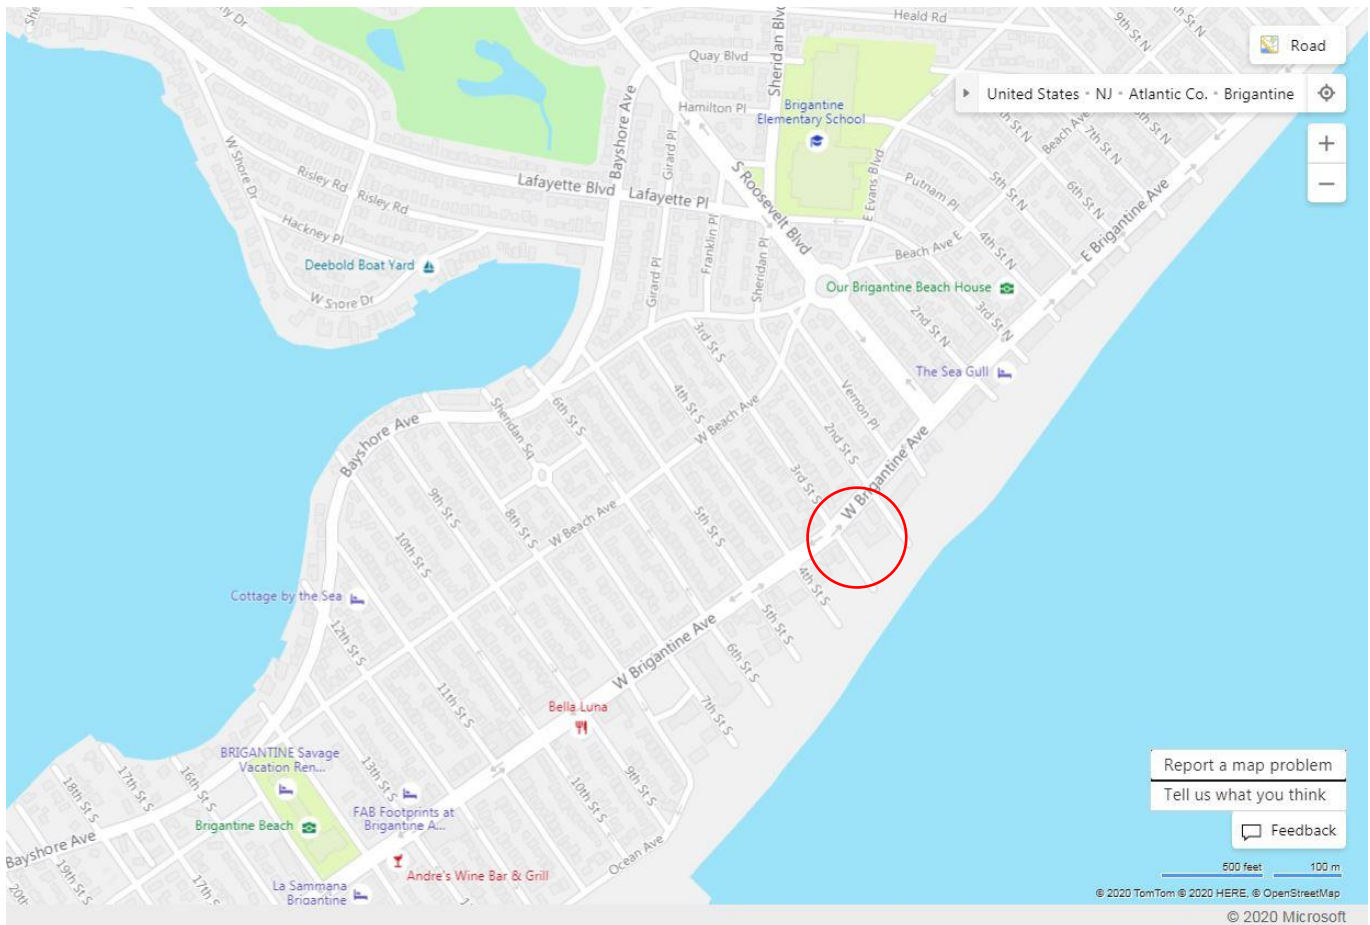 Heald Rd
9th St N
Road
Quay Blvd
Sheridan Blvd
United States • NJ • Atlantic Co. • Brigantine
Bayshore Ave
Hamilton Pl
Brigantine
Elementary School
Beach Ave
7th St N
W Shore Dr
Risley Rd
Risley Rd
Girard Pl
S Roosevelt Blvd
E Evans Blvd
Putnam Pl
5th St N
6th St N
Lafayette Blvd
Lafayette Pl
Hackney Pl
Franklin Pl
Sheridan Pl
Beach Ave E
4th St N
E Brigantine Ave
Deebold Boat Yard
Girard Pl
Our Brigantine Beach House
W Shore Dr
2nd St N
3rd St N
3rd St S
The Sea Gull
4th St S
Vernon Pl
Sheridan Sq
6th St S
W Beach Ave
2nd St S
Bayshore Ave
3rd St S
W Brigantine Ave
9th St S
8th St S
W Beach Ave
5th St S
10th St S
4th St S
Cottage by the Sea
5th St S
12th St S
W Brigantine Ave
6th St S
11th St S
Bella Luna
7th St S
BRIGANTINE Savage
Vacation Ren...
13th St S
9th St S
10th St S
18th St S
17th St S
16th St S
FAB Footprints at
Brigantine A...
Brigantine Beach
Bayshore Ave
Ocean Ave
Andre's Wine Bar & Grill
19th St S
17th St S
La Sammana
Brigantine
Report a map problem
Tell us what you think
Feedback
500 feet 100 m
© 2020 TomTom © 2020 HERE, © OpenStreetMap
© 2020 Microsoft